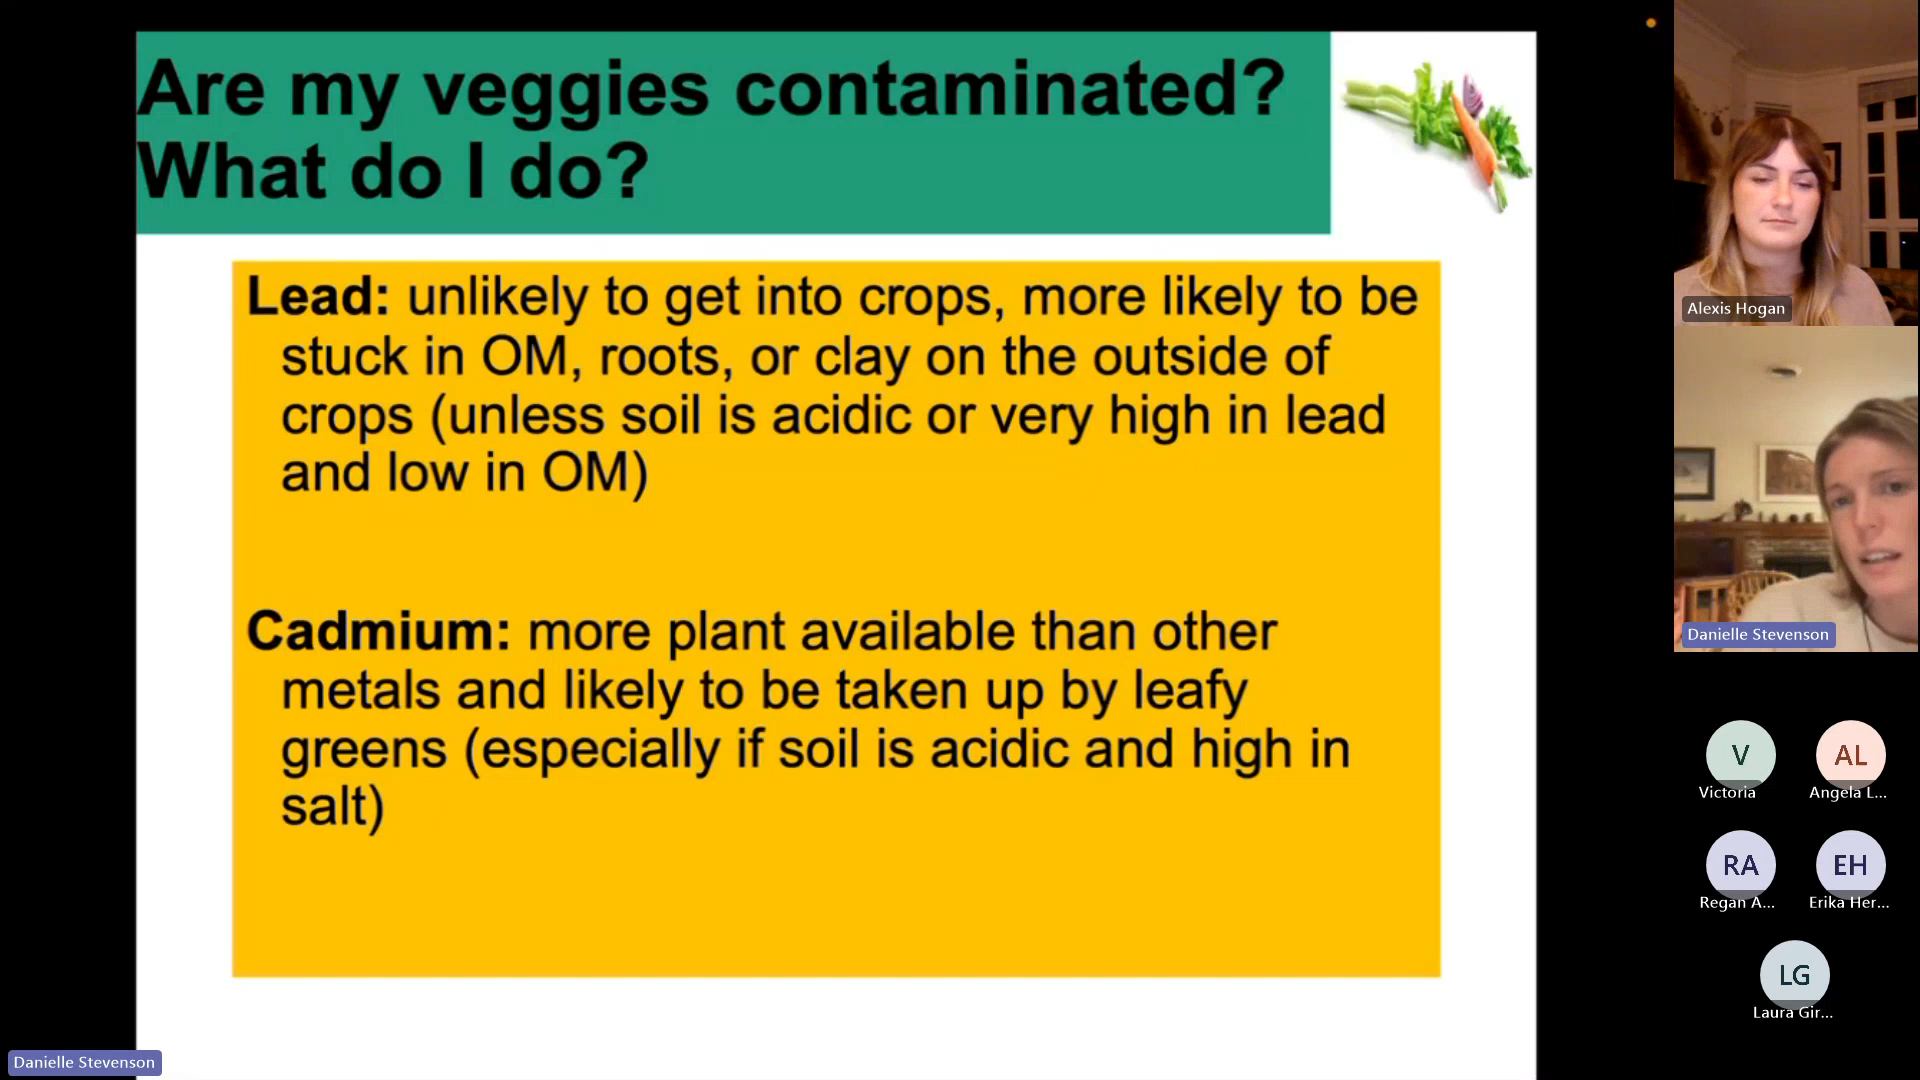 Are my veggies contaminated?
What do I do?
Lead: unlikely to get into crops, more likely to be
stuck in OM, roots, or clay on the outside of
crops (unless soil is acidic or very high in lead
and low in OM)
Cadmium: more plant available than other
metals and likely to be taken up by leafy
greens (especially if soil is acidic and high in
salt)
Alexis Hogan
Danielle Stevenson
V
Victoria
AL
Angela L...
RA
Regan A...
EH
Erika Her...
LG
Laura Gir...
Danielle Stevenson